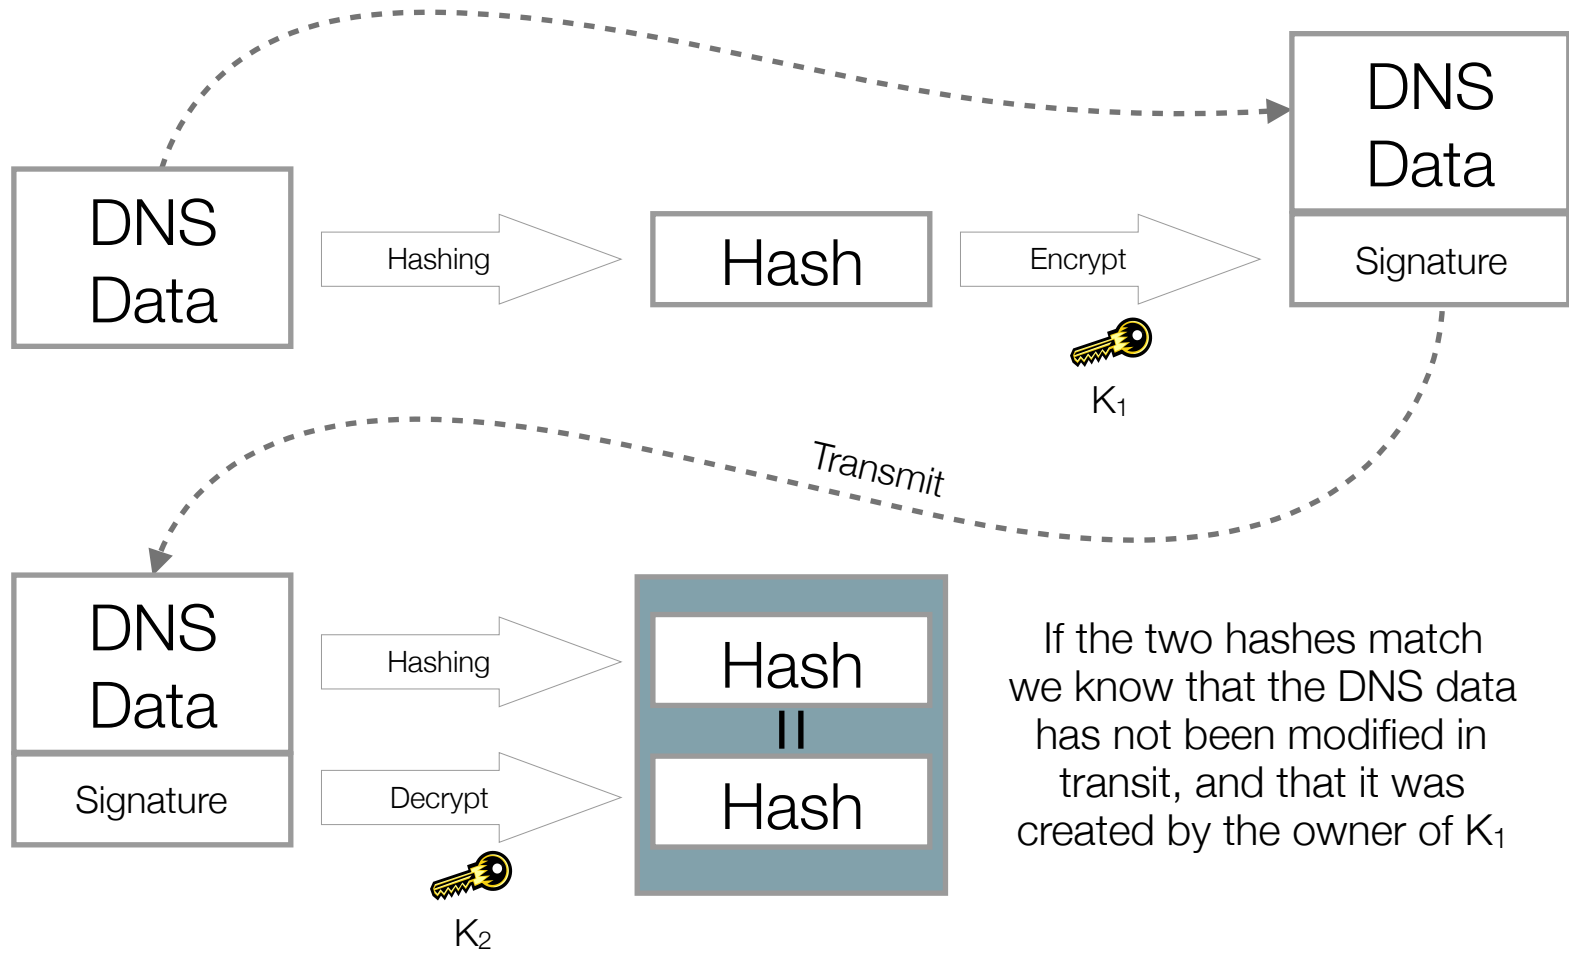 DNS
Data
Hashing
Hash
Encrypt
K₁
DNS
Data
Signature
Transmit
DNS
Data
Signature
Hashing
Decrypt
K₂
Hash
=
Hash
If the two hashes match
we know that the DNS data
has not been modified in
transit, and that it was
created by the owner of K₁